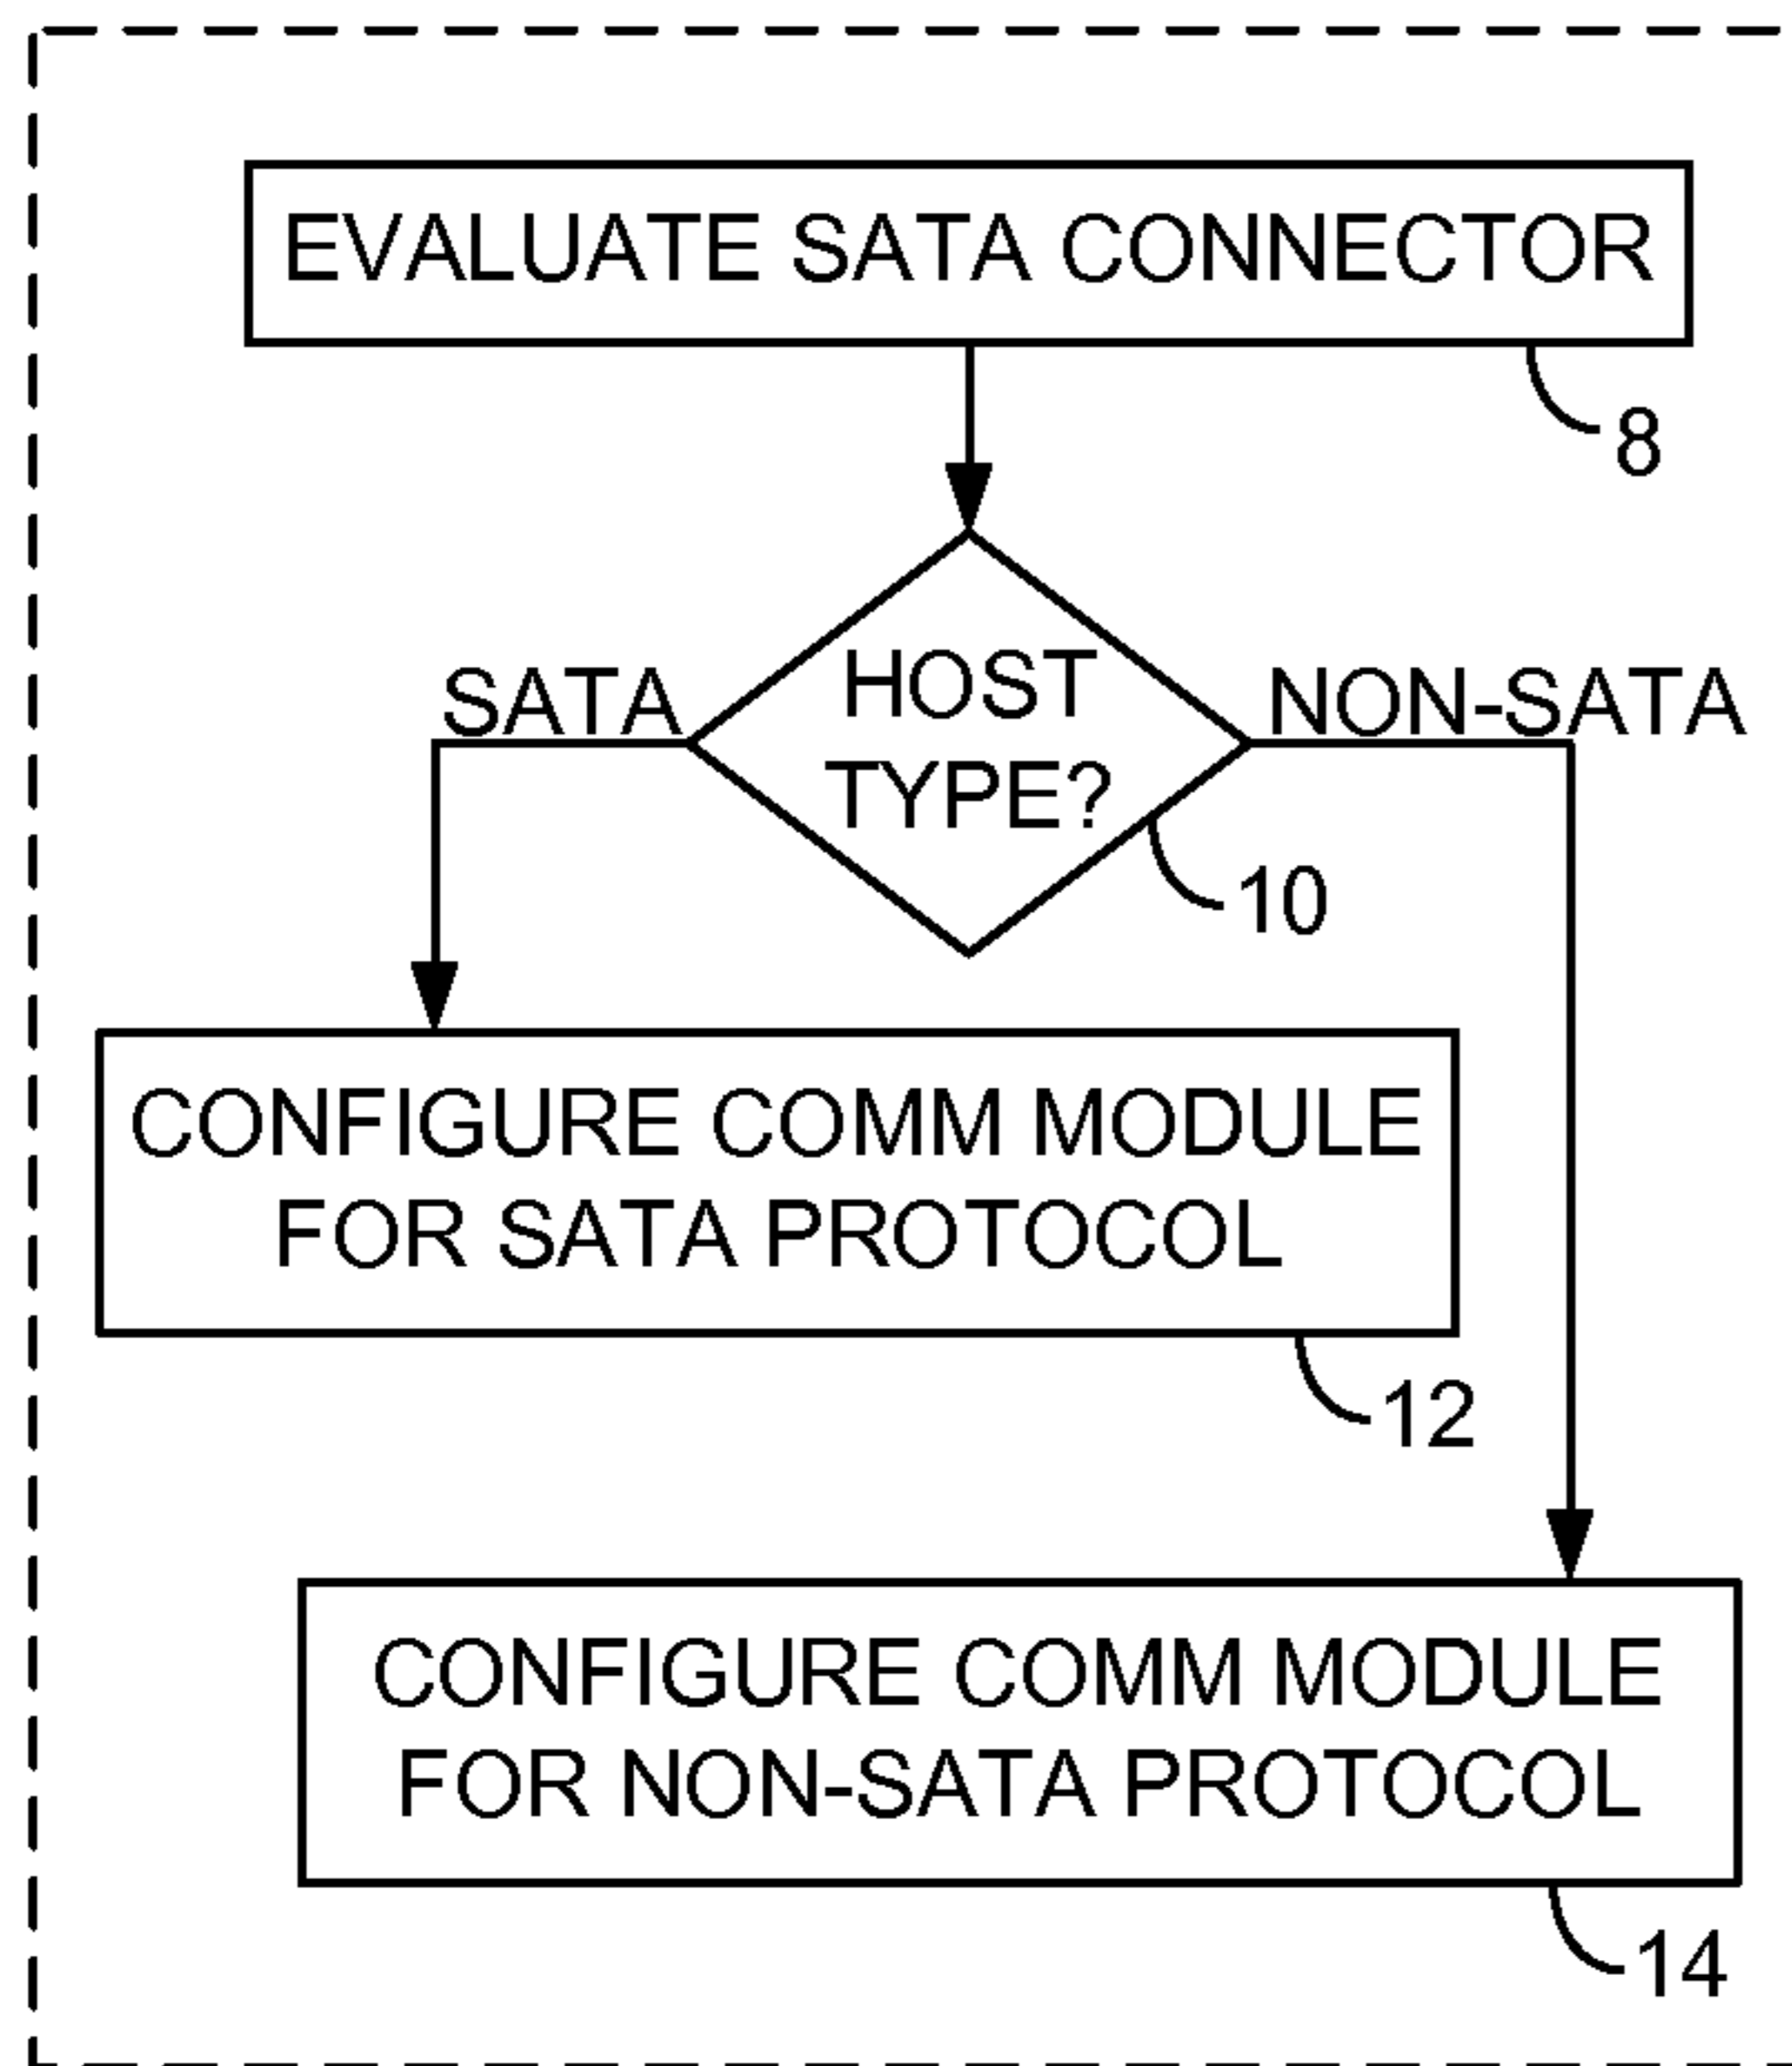 EVALUATE SATA CONNECTOR
8
HOST
TYPE?
SATA
NON-SATA
10
CONFIGURE COMM MODULE
FOR SATA PROTOCOL
12
CONFIGURE COMM MODULE
FOR NON-SATA PROTOCOL
14